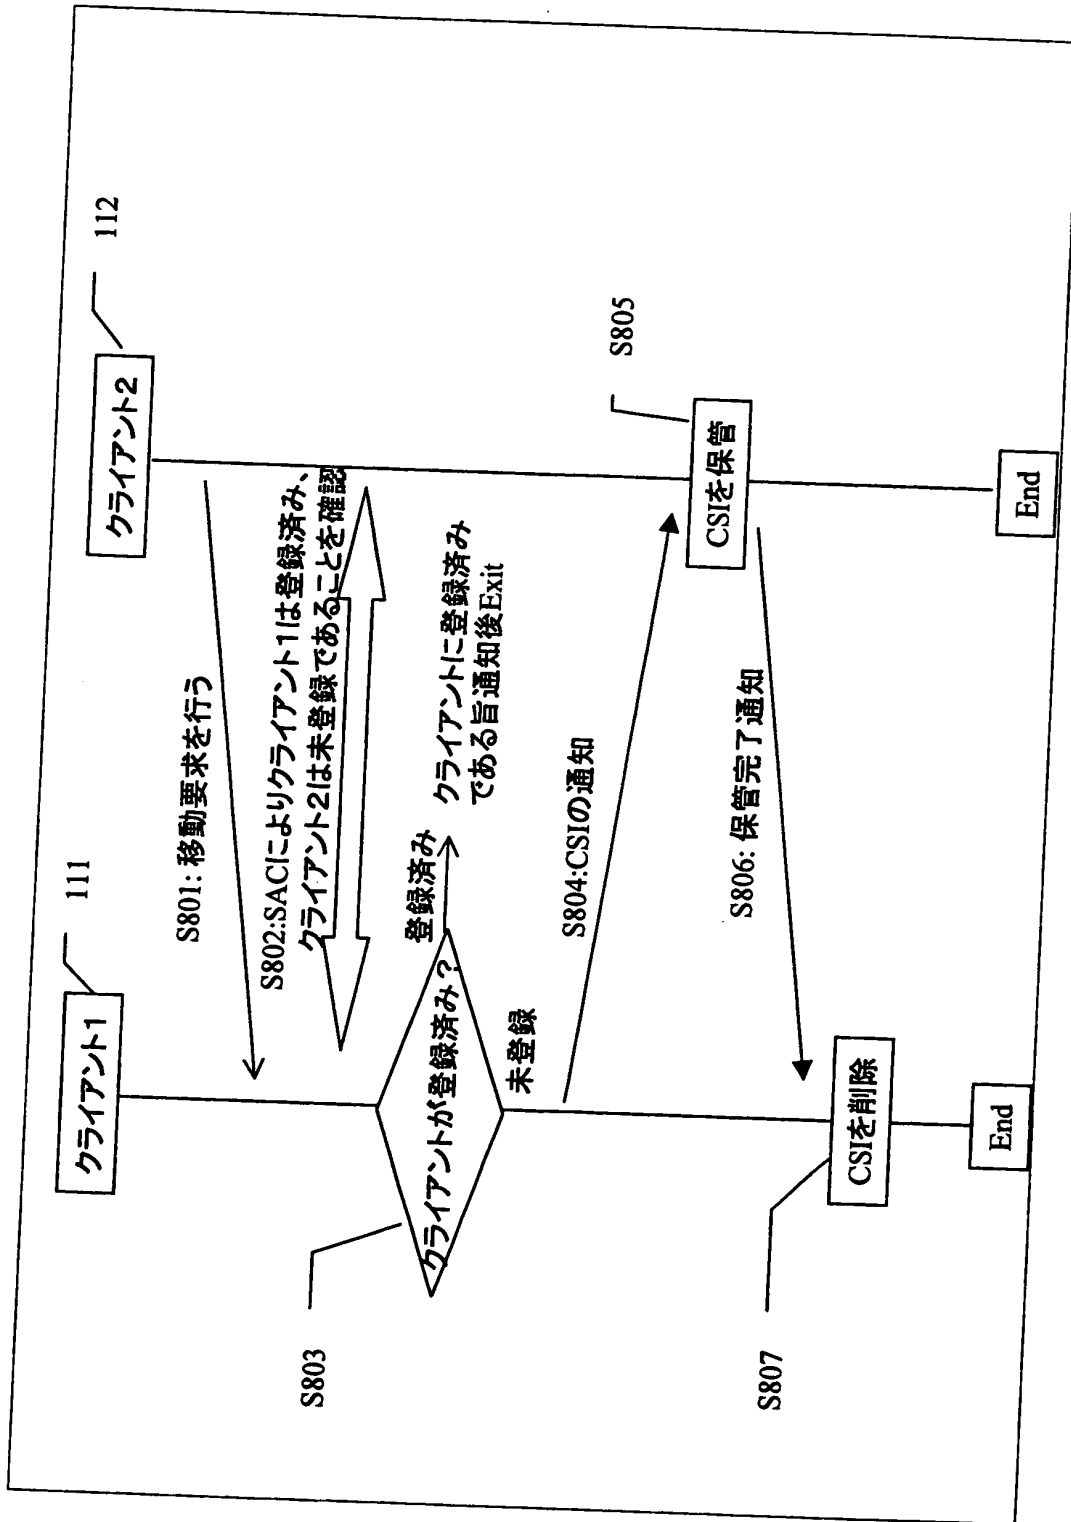 クライアント1
111
クライアント2
112
S801: 移動要求を行う
S802:SACによりクライアント1は登録済み、
クライアント2は未登録であることを確認
クライアントが登録済み?
S803
登録済み
クライアントに登録済み
である旨通知後Exit
未登録
S804:CSIの通知
CSIを保管
S805
S806: 保管完了通知
CSIを削除
S807
End
End